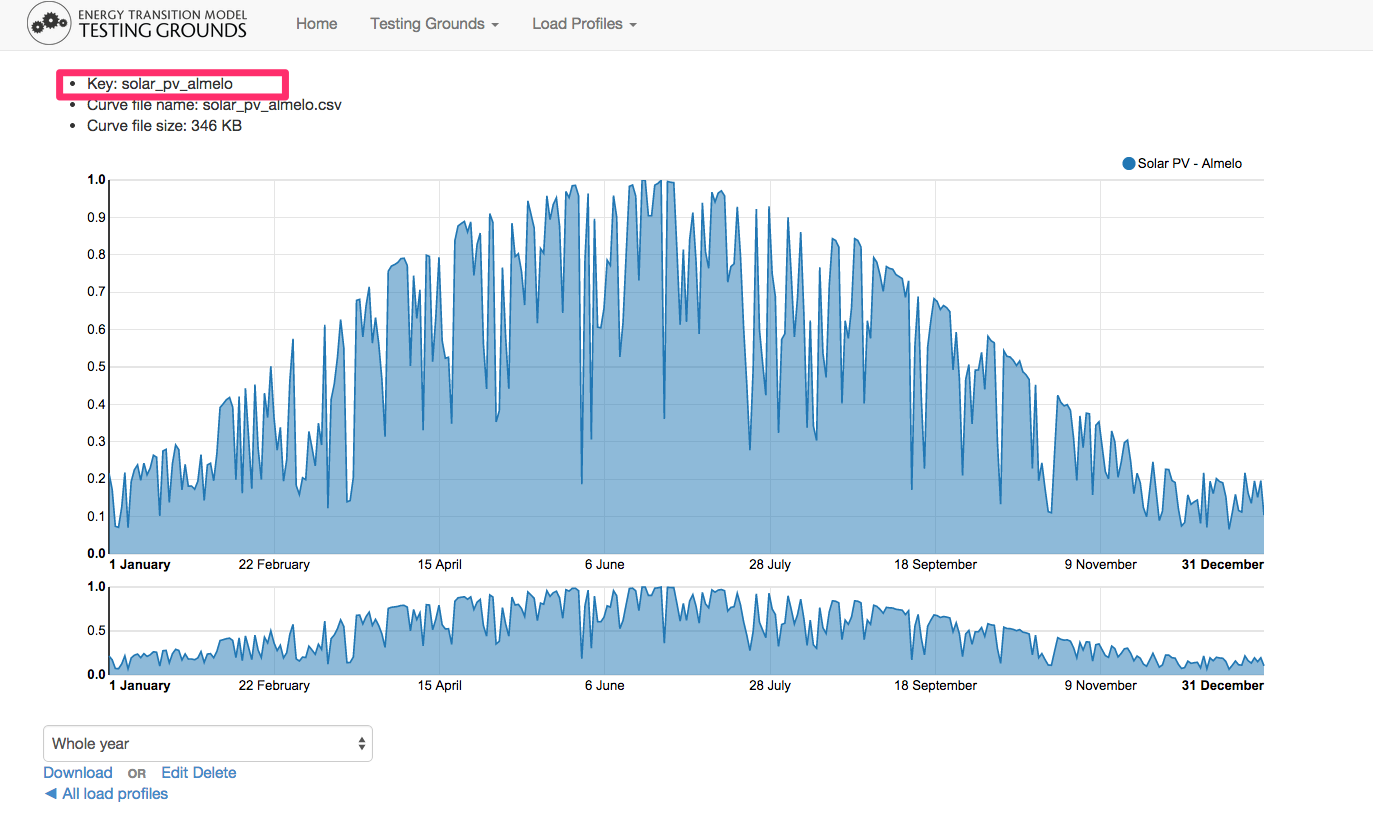 ENERGY TRANSITION MODEL
TESTING GROUNDS
Home Testing Grounds Load Profiles
Key: solar_pv_almelo
Curve file name: solar_pv_almelo.csv
Curve file size: 346 KB
Solar PV - Almelo
1.0
0.9
0.8
0.7
0.6
0.5
0.4
0.3
0.2
0.1
0.0
1 January 22 February 15 April 6 June 28 July 18 September 9 November 31 December
1.0
0.5
0.0
1 January 22 February 15 April 6 June 28 July 18 September 9 November 31 December
Whole year
Download OR Edit Delete
◄ All load profiles